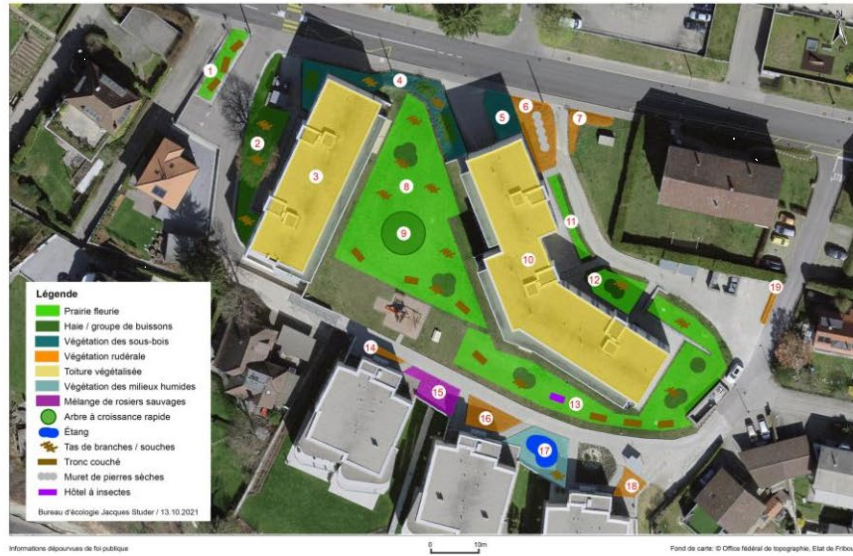 1
2
3
4
5
6
7
8
9
10
11
12
13
14
15
16
17
18
19
Légende
Prairie fleurie
Haie / groupe de buissons
Végétation des sous-bois
Végétation rudérale
Toiture végétalisée
Végétation des milieux humides
Mélange de rosiers sauvages
Arbre à croissance rapide
Étang
Tas de branches / souches
Tronc couché
Muret de pierres sèches
Hôtel à insectes
Bureau d'écologie Jacques Studer / 13.10.2021
Informations dépourvues de foi publique
0 10m
Fond de carte: © Office fédéral de topographie, Etat de Fribou